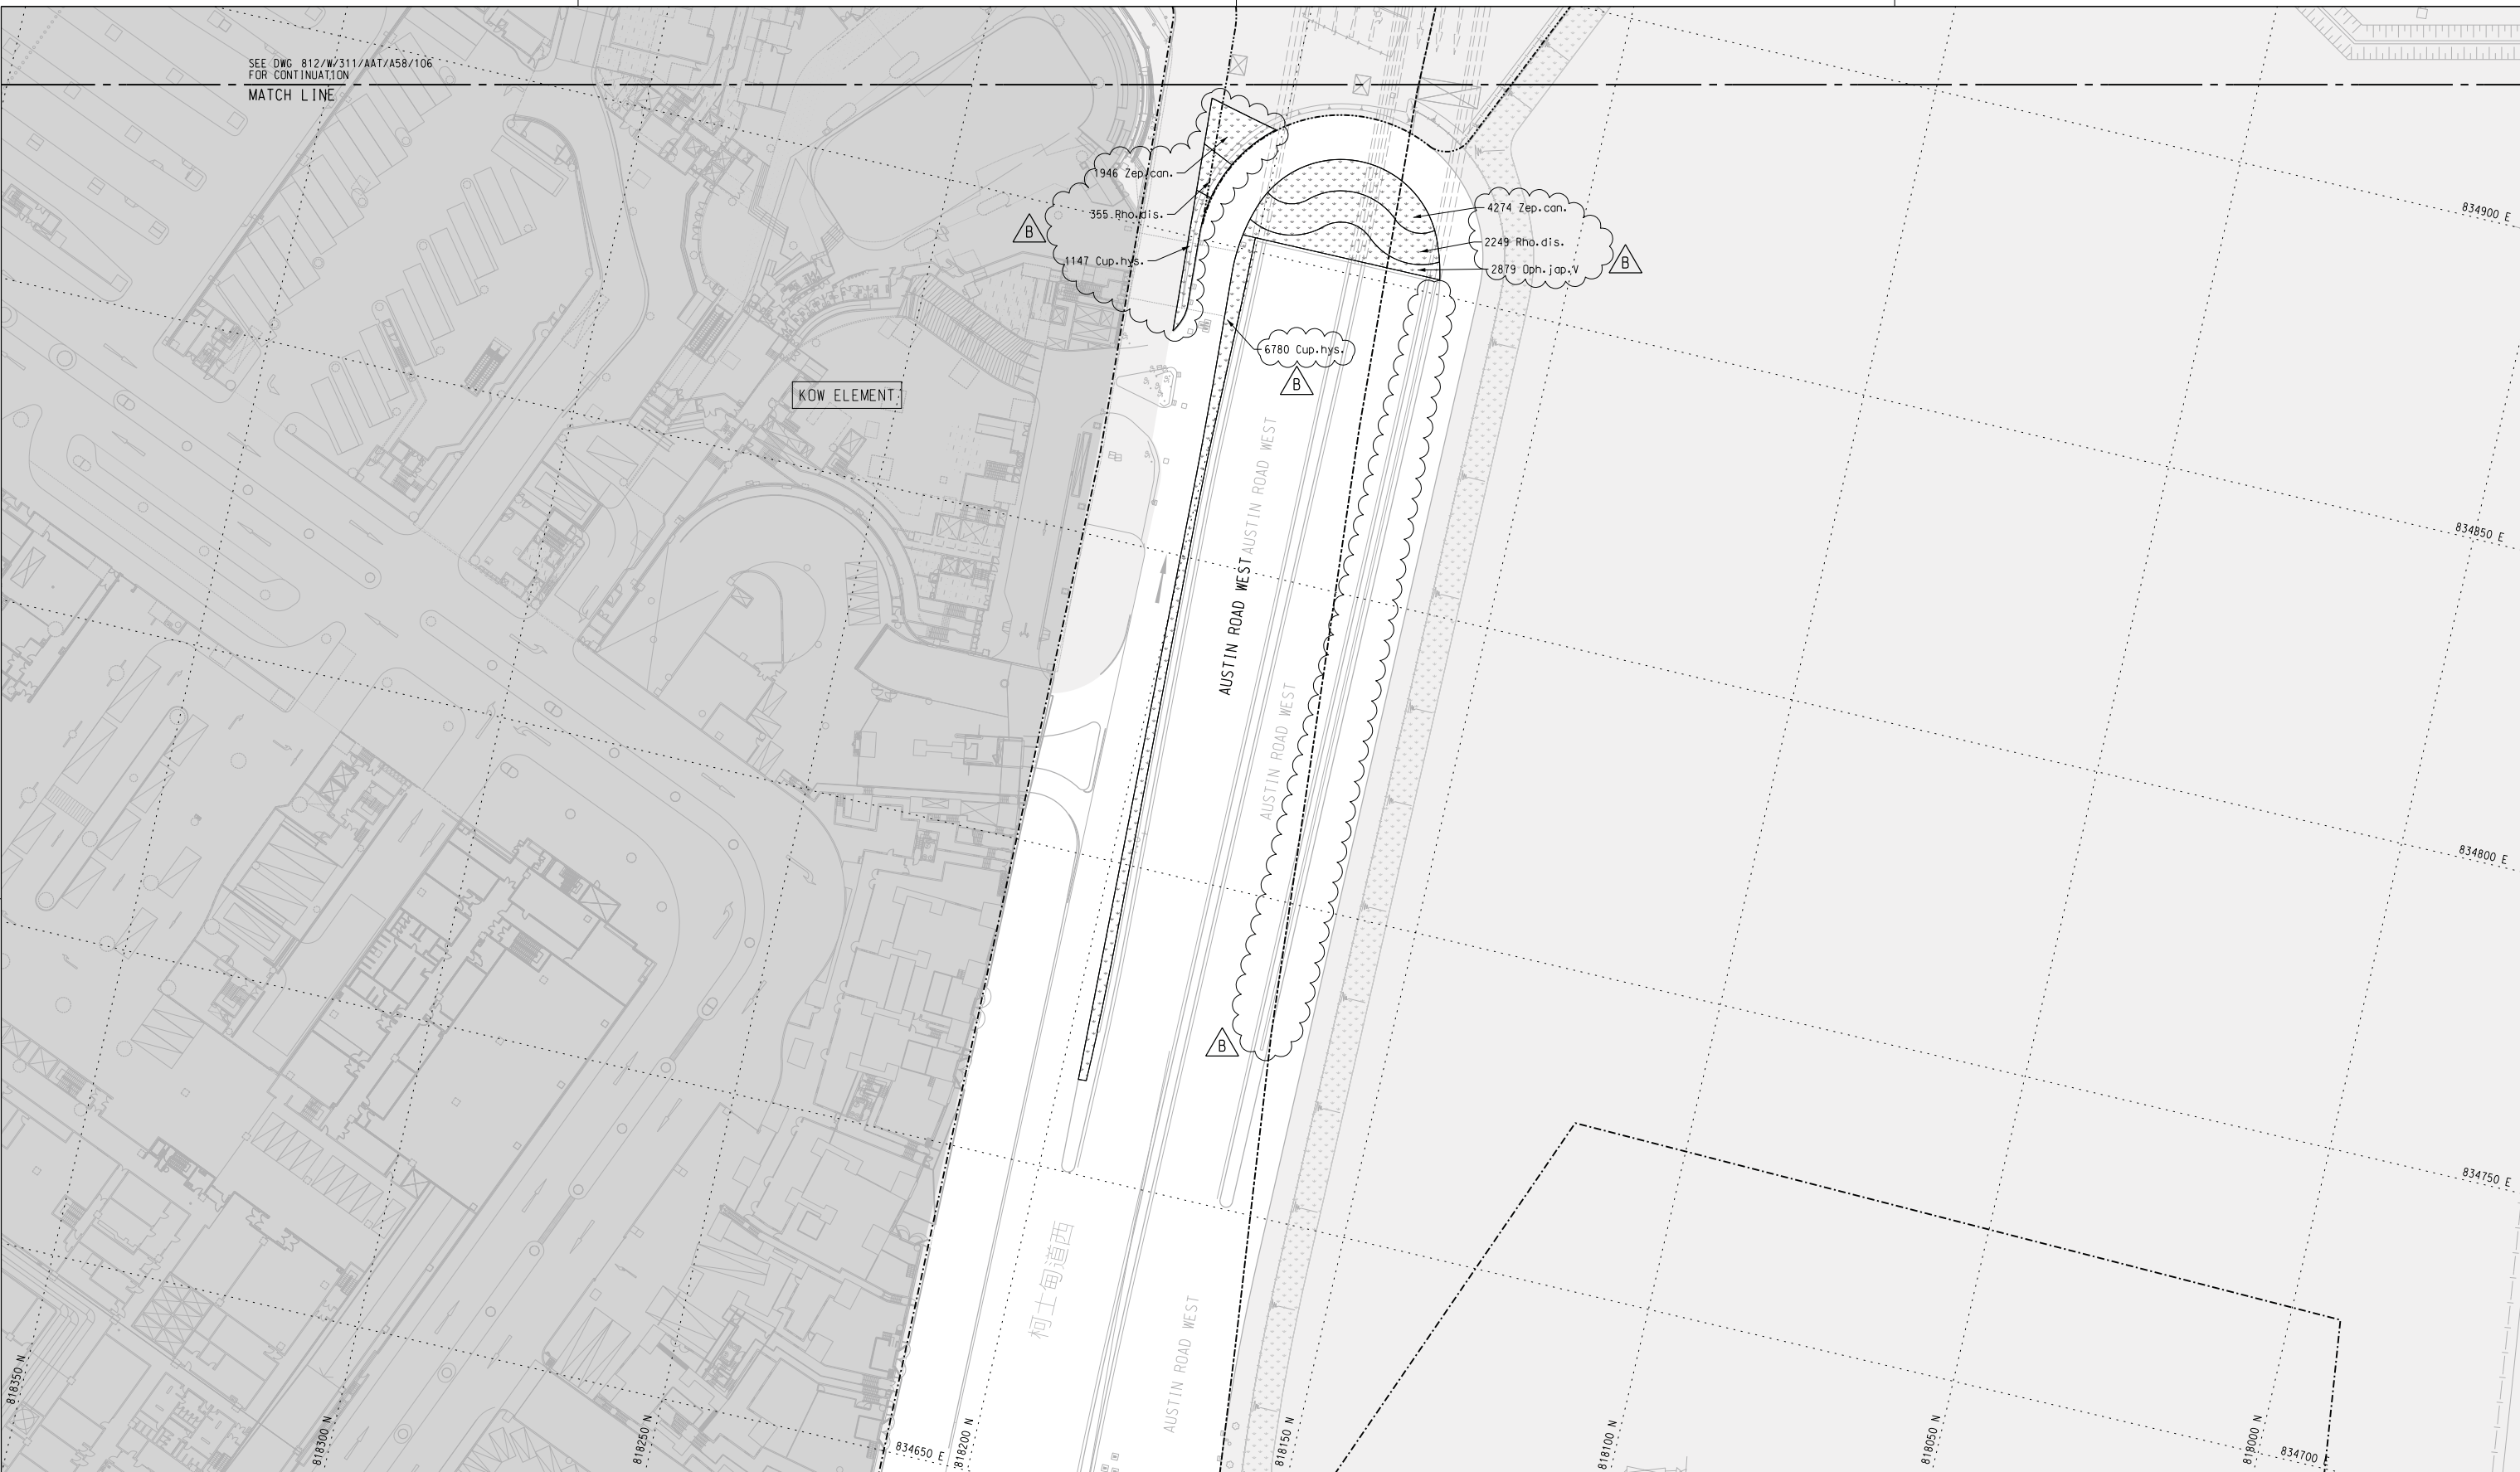 SEE DWG 812/W/311/AAT/A58/106
FOR CONTINUATION
MATCH LINE
1946 Zep.can.
355 Rho.dis.
1147 Cup.hys.
B
4274 Zep.can.
2249 Rho.dis.
2879 Oph.jap.V
B
6780 Cup.hys.
B
KOW ELEMENT
AUSTIN ROAD WEST
AUSTIN ROAD WEST
AUSTIN ROAD WEST
B
柯士甸道西
AUSTIN ROAD WEST
834900 E
834850 E
834800 E
834750 E
834700
834650 E
818350 N
818300 N
818250 N
818200 N
818150 N
818100 N
818050 N
818000 N